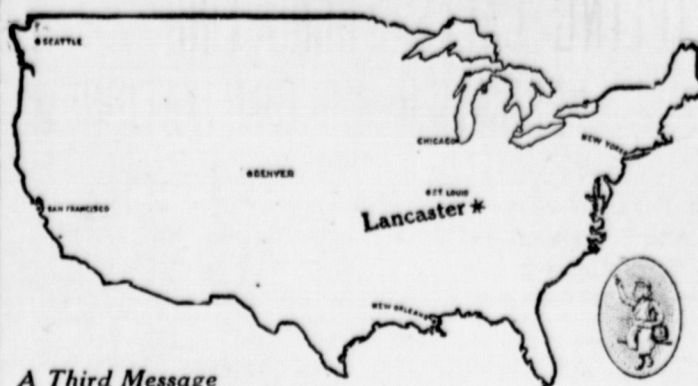 SEATTLE
CHICAGO
NEW YORK
DENVER
ST LOUIS
Lancaster *
SAN FRANCISCO
NEW ORLEANS
A Third Message